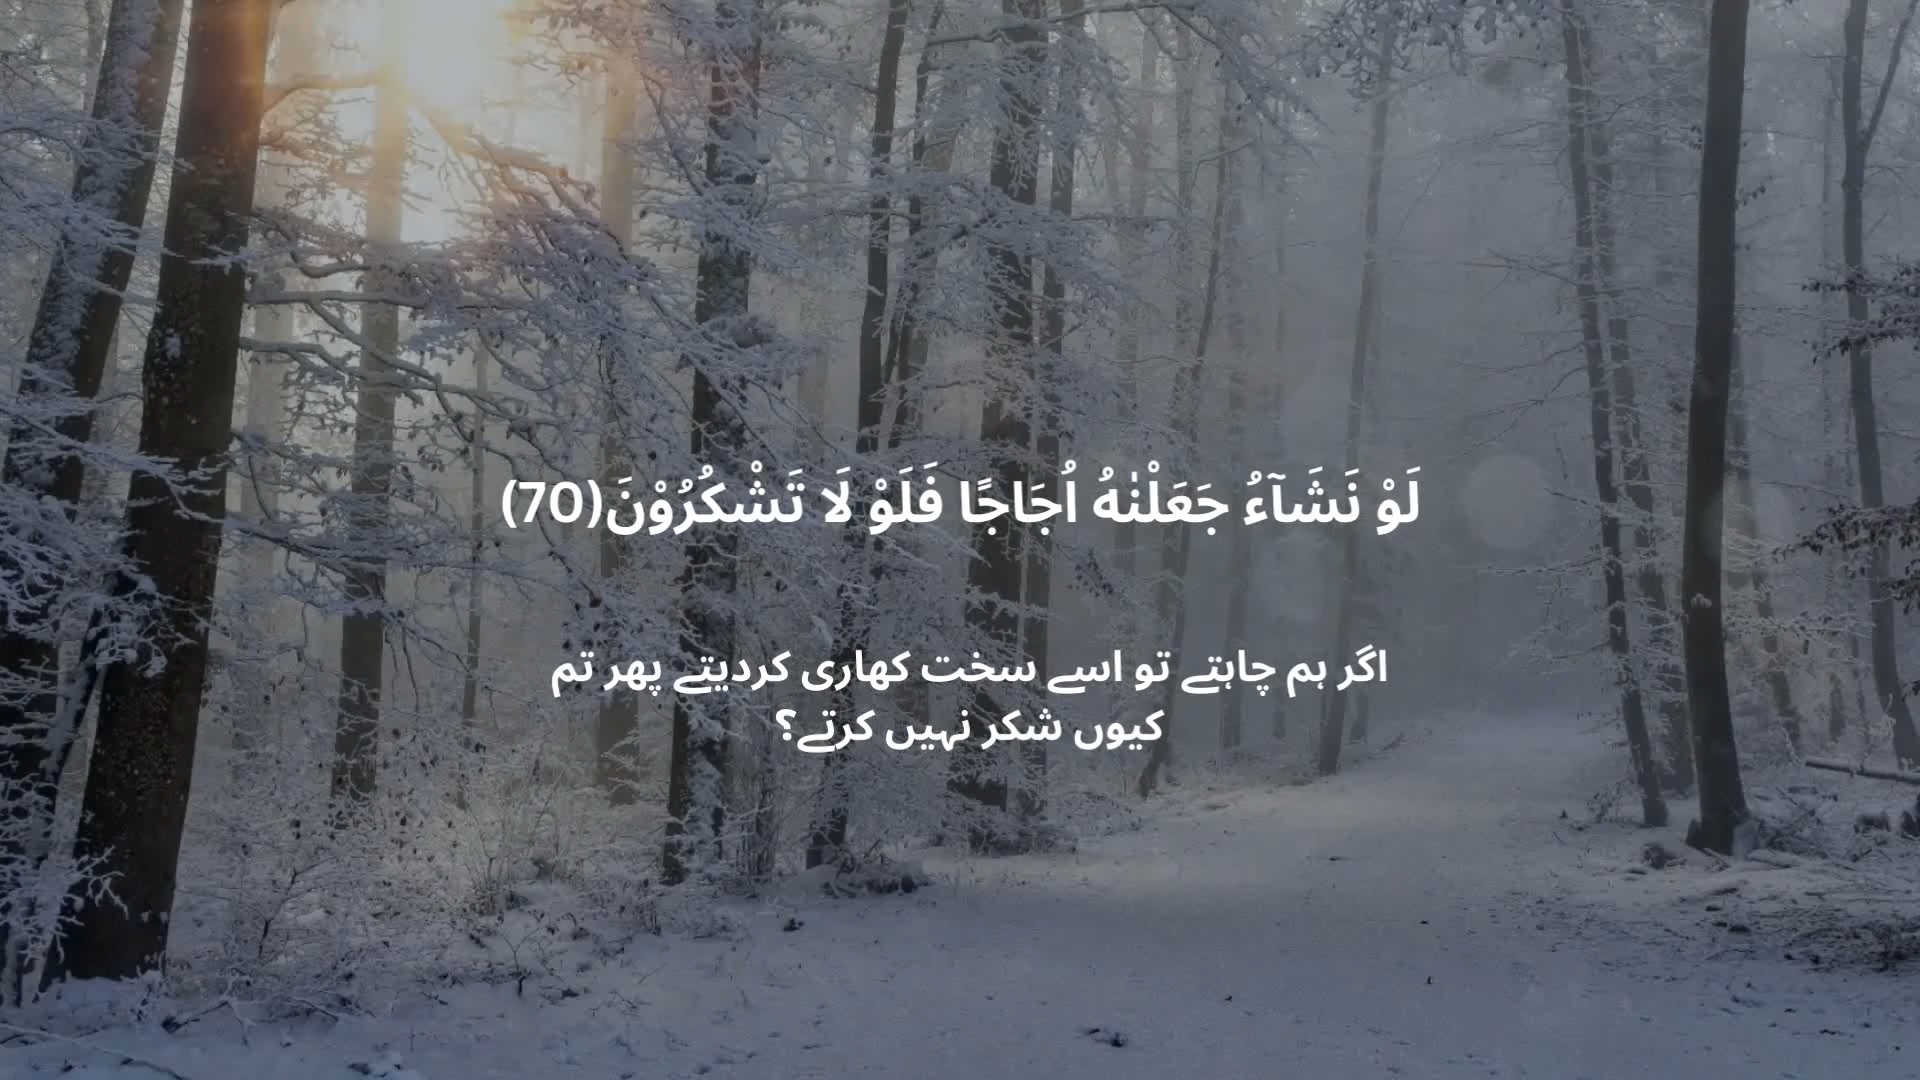 لَوْ نَشَآءُ جَعَلْنٰهُ اُجَاجًا فَلَوْ لَا تَشْكُرُوْنَ(70)
اگر ہم چاہتے تو اسے سخت کھاری کردیتے پھر تم
کیوں شکر نہیں کرتے؟